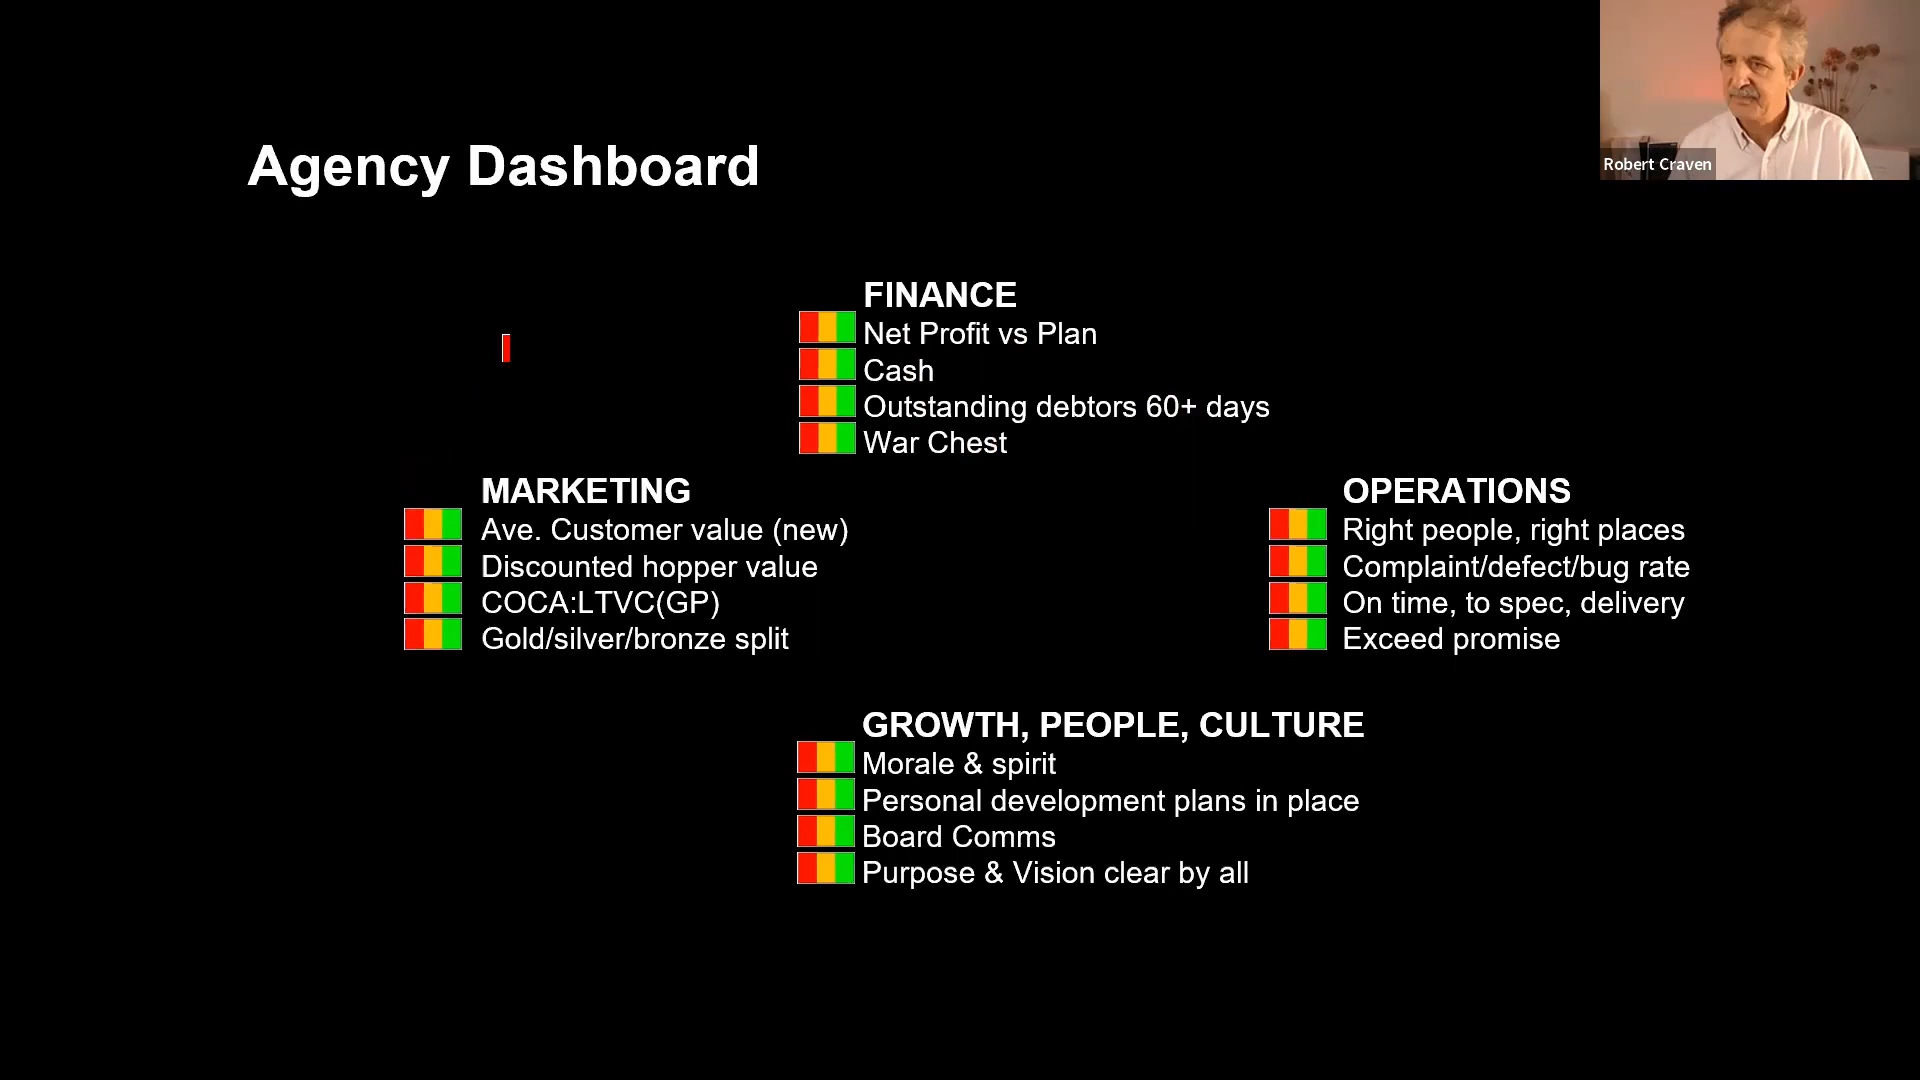 Robert Craven
Agency Dashboard
FINANCE
Net Profit vs Plan
Cash
Outstanding debtors 60+ days
War Chest
MARKETING
Ave. Customer value (new)
Discounted hopper value
COCA:LTVC(GP)
Gold/silver/bronze split
OPERATIONS
Right people, right places
Complaint/defect/bug rate
On time, to spec, delivery
Exceed promise
GROWTH, PEOPLE, CULTURE
Morale & spirit
Personal development plans in place
Board Comms
Purpose & Vision clear by all